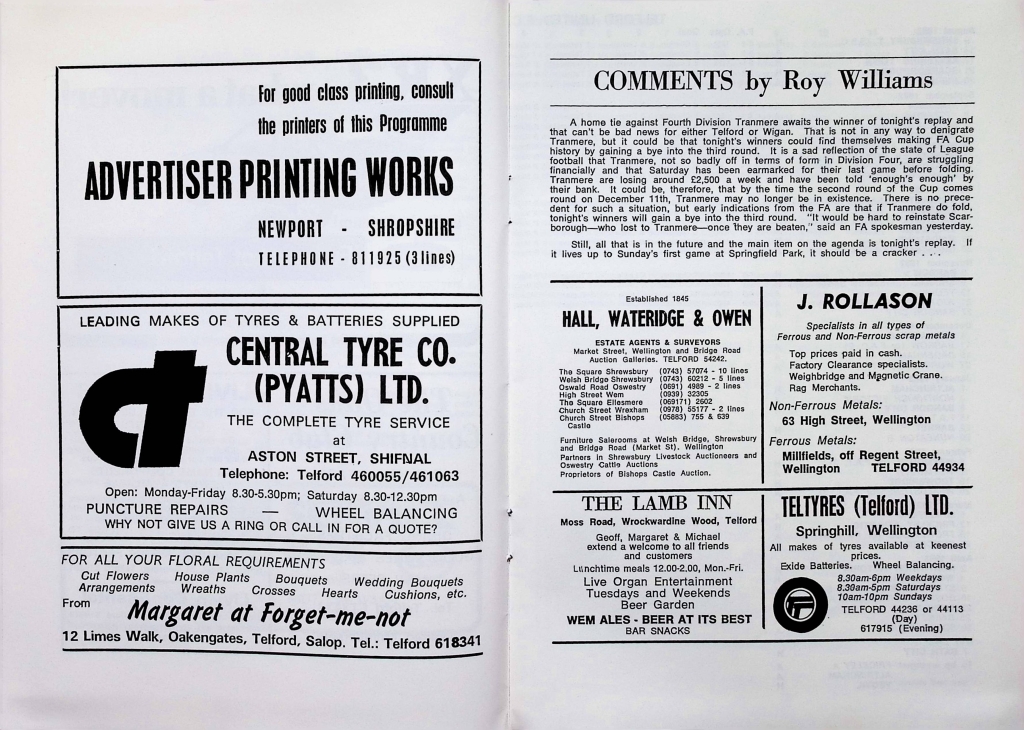 For good class printing, consult
the printers of this Programme
ADVERTISER PRINTING WORKS
NEWPORT - SHROPSHIRE
TELEPHONE - 811925 (3 lines)
LEADING MAKES OF TYRES & BATTERIES SUPPLIED
CENTRAL TYRE CO.
(PYATTS) LTD.
THE COMPLETE TYRE SERVICE
at
ASTON STREET, SHIFNAL
Telephone: Telford 460055/461063
Open: Monday-Friday 8.30-5.30pm; Saturday 8.30-12.30pm
PUNCTURE REPAIRS — WHEEL BALANCING
WHY NOT GIVE US A RING OR CALL IN FOR A QUOTE?
FOR ALL YOUR FLORAL REQUIREMENTS
Cut Flowers House Plants Bouquets Wedding Bouquets
Arrangements Wreaths Crosses Hearts Cushions, etc.
From
Margaret at Forget-me-not
12 Limes Walk, Oakengates, Telford, Salop. Tel.: Telford 618341
COMMENTS by Roy Williams
A home tie against Fourth Division Tranmere awaits the winner of tonight's replay and
that can't be bad news for either Telford or Wigan. That is not in any way to denigrate
Tranmere, but it could be that tonight's winners could find themselves making FA Cup
history by gaining a bye into the third round. It is a sad reflection of the state of League
football that Tranmere, not so badly off in terms of form in Division Four, are struggling
financially and that Saturday has been earmarked for their last game before folding.
Tranmere are losing around £2,500 a week and have been told 'enough's enough' by
their bank. It could be, therefore, that by the time the second round of the Cup comes
round on December 11th, Tranmere may no longer be in existence. There is no prece-
dent for such a situation, but early indications from the FA are that if Tranmere do fold,
tonight's winners will gain a bye into the third round. "It would be hard to reinstate Scar-
borough—who lost to Tranmere—once they are beaten," said an FA spokesman yesterday.
Still, all that is in the future and the main item on the agenda is tonight's replay. If
it lives up to Sunday's first game at Springfield Park, it should be a cracker . . .
Established 1845
HALL, WATERIDGE & OWEN
ESTATE AGENTS & SURVEYORS
Market Street, Wellington and Bridge Road
Auction Galleries. TELFORD 54242.
The Square Shrewsbury (0743) 57074 - 10 lines
Welsh Bridge Shrewsbury (0743) 60212 - 5 lines
Oswald Road Oswestry (0691) 4989 - 2 lines
High Street Wem (0939) 32305
The Square Ellesmere (069171) 2602
Church Street Wrexham (0978) 55177 - 2 lines
Church Street Bishops (05883) 755 & 639
Castle
Furniture Salerooms at Welsh Bridge, Shrewsbury
and Bridge Road (Market St), Wellington
Partners in Shrewsbury Livestock Auctioneers and
Oswestry Cattle Auctions
Proprietors of Bishops Castle Auction.
J. ROLLASON
Specialists in all types of
Ferrous and Non-Ferrous scrap metals
Top prices paid in cash.
Factory Clearance specialists.
Weighbridge and Magnetic Crane.
Rag Merchants.
Non-Ferrous Metals:
63 High Street, Wellington
Ferrous Metals:
Millfields, off Regent Street,
Wellington TELFORD 44934
THE LAMB INN
Moss Road, Wrockwardine Wood, Telford
Geoff, Margaret & Michael
extend a welcome to all friends
and customers
Lunchtime meals 12.00-2.00, Mon.-Fri.
Live Organ Entertainment
Tuesdays and Weekends
Beer Garden
WEM ALES - BEER AT ITS BEST
BAR SNACKS
TELTYRES (Telford) LTD.
Springhill, Wellington
All makes of tyres available at keenest
prices.
Exide Batteries. Wheel Balancing.
8.30am-6pm Weekdays
8.30am-5pm Saturdays
10am-10pm Sundays
TELFORD 44236 or 44113
(Day)
617915 (Evening)